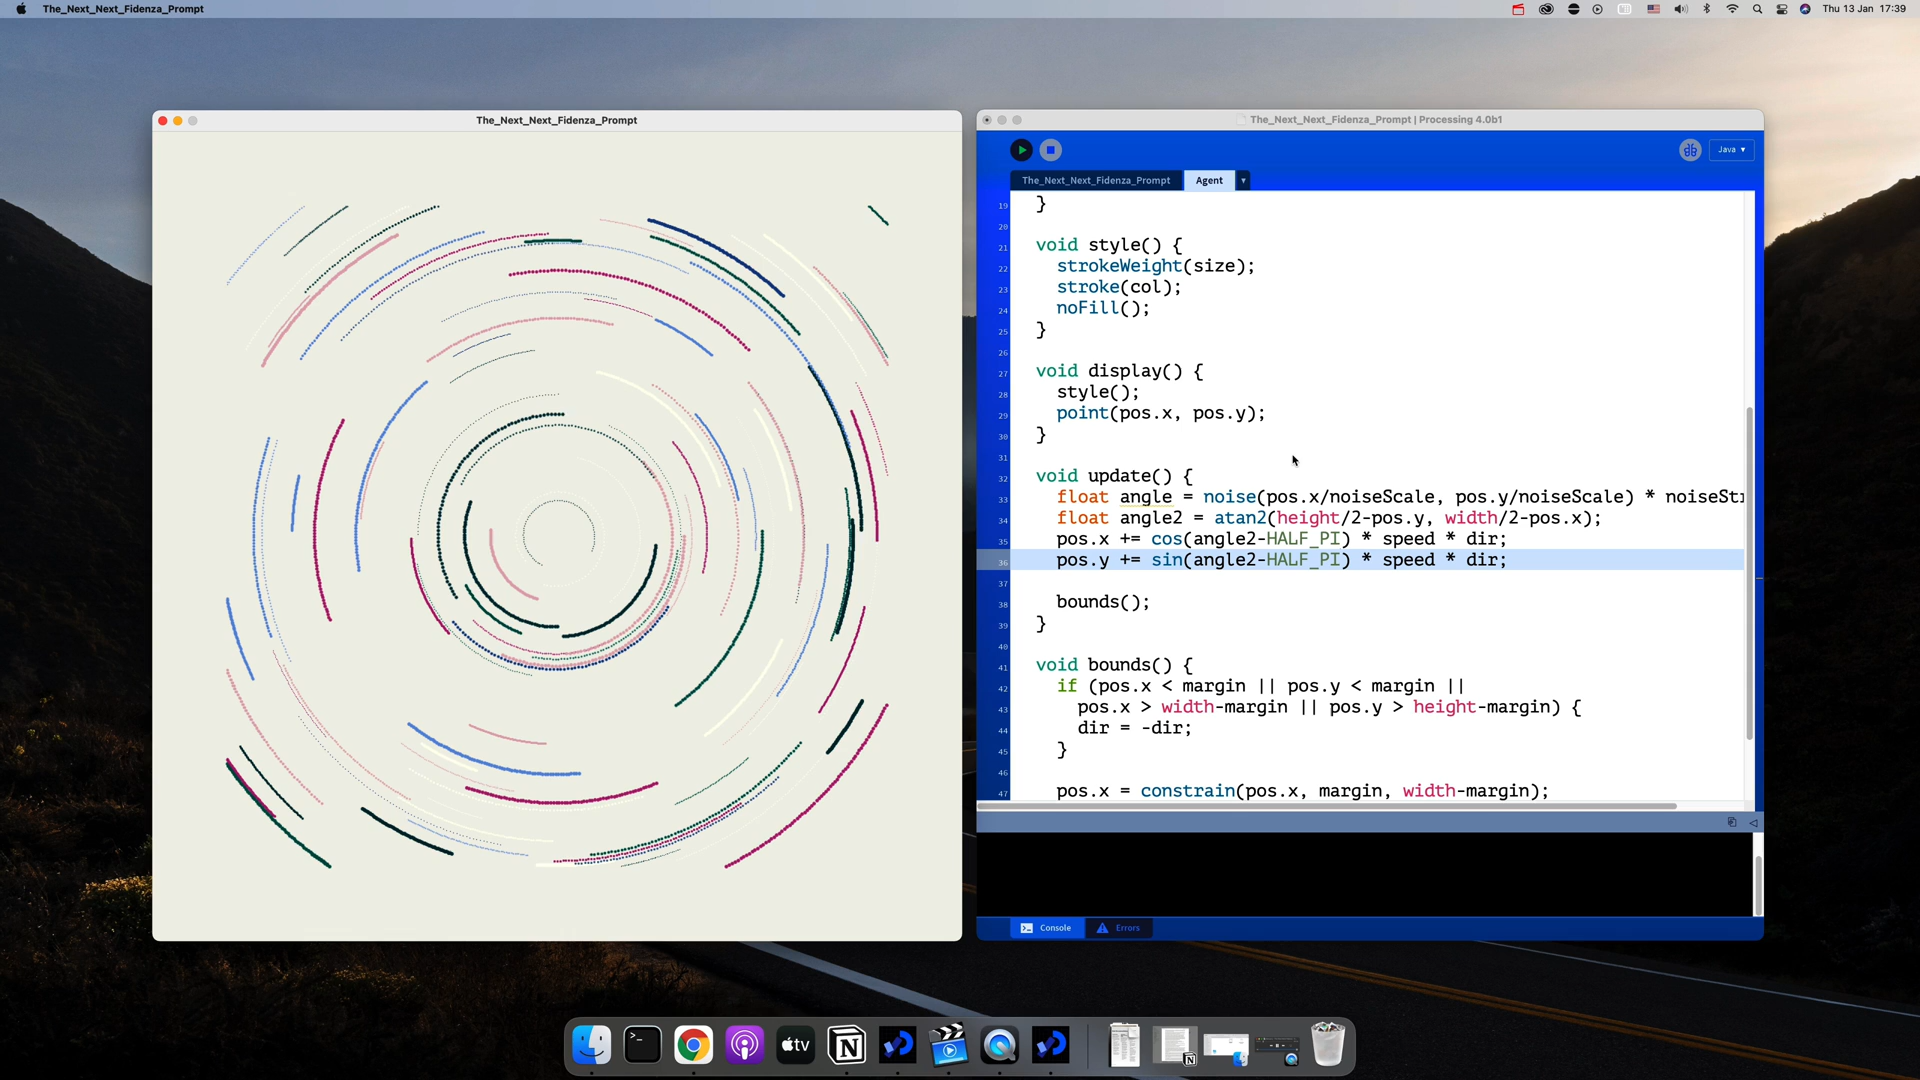 The_Next_Next_Fidenza_Prompt
Thu 13 Jan 17:39
The_Next_Next_Fidenza_Prompt
The_Next_Next_Fidenza_Prompt | Processing 4.0b1
Java ▾
The_Next_Next_Fidenza_Prompt Agent ▾
19 }
20
21 void style() {
22 strokeWeight(size);
23 stroke(col);
24 noFill();
25 }
26
27 void display() {
28 style();
29 point(pos.x, pos.y);
30 }
31
32 void update() {
33 float angle = noise(pos.x/noiseScale, pos.y/noiseScale) * noiseStr
34 float angle2 = atan2(height/2-pos.y, width/2-pos.x);
35 pos.x += cos(angle2-HALF_PI) * speed * dir;
36 pos.y += sin(angle2-HALF_PI) * speed * dir;
37
38 bounds();
39 }
40
41 void bounds() {
42 if (pos.x < margin || pos.y < margin ||
43 pos.x > width-margin || pos.y > height-margin) {
44 dir = -dir;
45 }
46
47 pos.x = constrain(pos.x, margin, width-margin);
Console Errors
tv
N